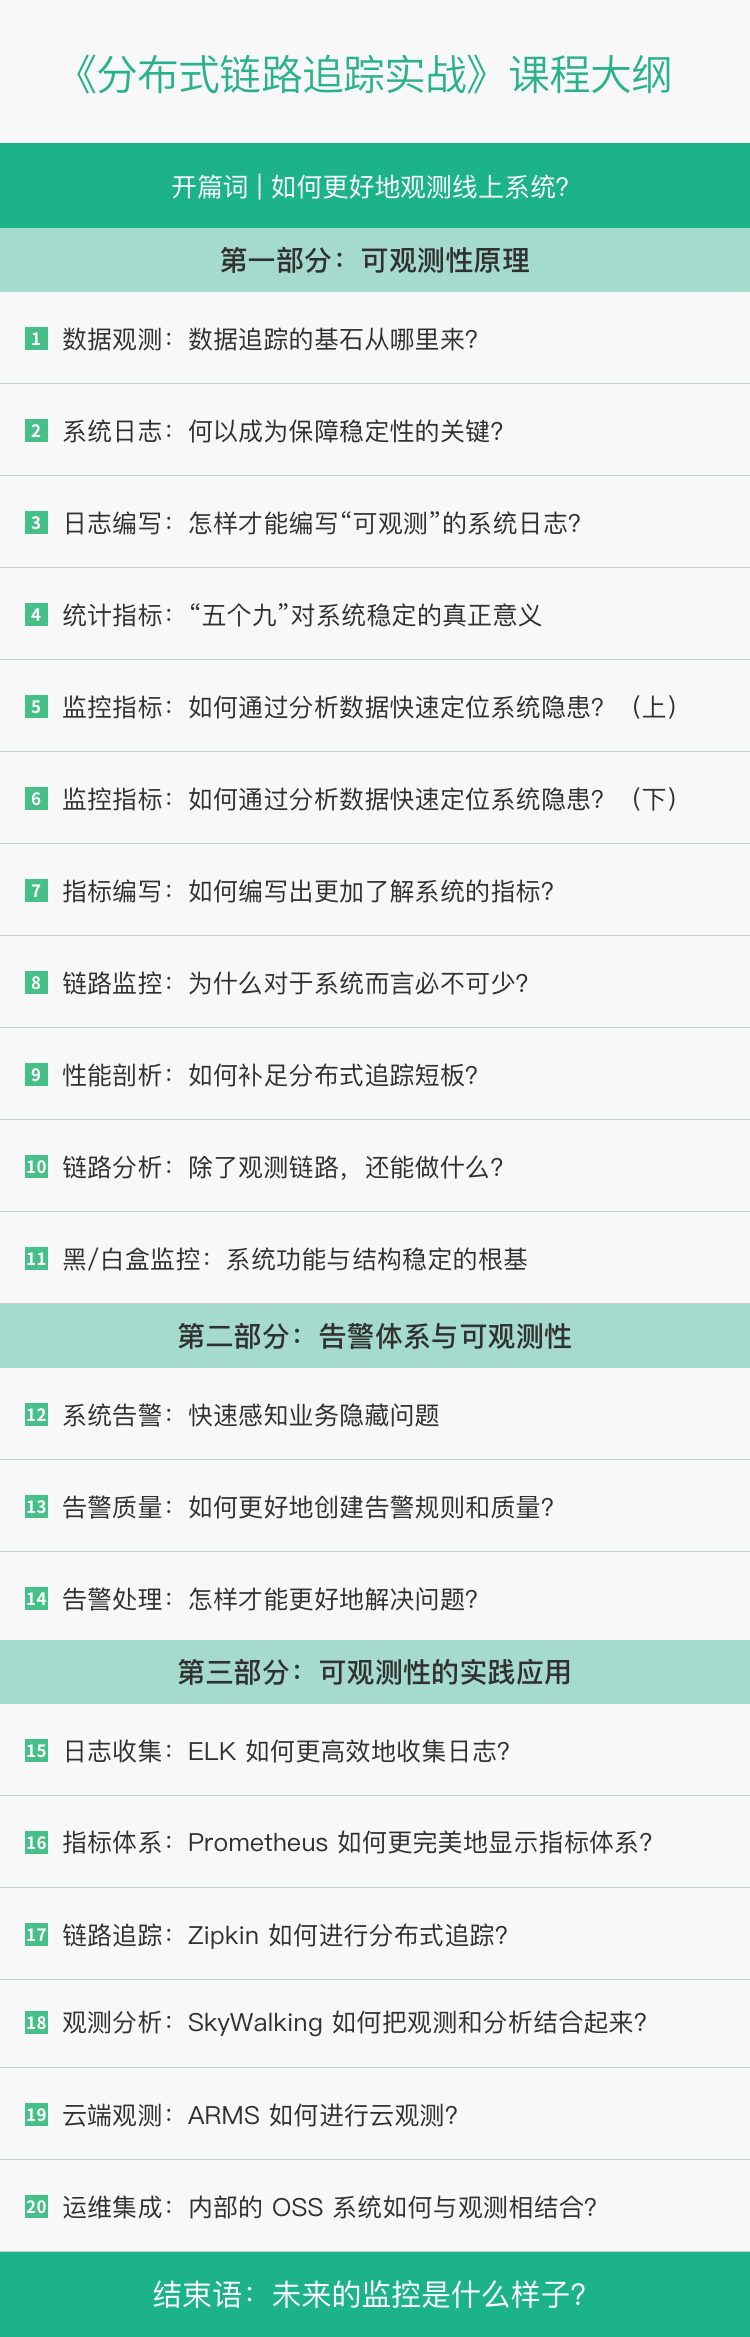 《分布式链路追踪实战》课程大纲
开篇词 | 如何更好地观测线上系统?
第一部分：可观测性原理
1 数据观测：数据追踪的基石从哪里来?
2 系统日志：何以成为保障稳定性的关键?
3 日志编写：怎样才能编写“可观测”的系统日志?
4 统计指标：“五个九”对系统稳定的真正意义
5 监控指标：如何通过分析数据快速定位系统隐患? （上）
6 监控指标：如何通过分析数据快速定位系统隐患? （下）
7 指标编写：如何编写出更加了解系统的指标?
8 链路监控：为什么对于系统而言必不可少?
9 性能剖析：如何补足分布式追踪短板?
10 链路分析：除了观测链路，还能做什么?
11 黑/白盒监控：系统功能与结构稳定的根基
第二部分：告警体系与可观测性
12 系统告警：快速感知业务隐藏问题
13 告警质量：如何更好地创建告警规则和质量?
14 告警处理：怎样才能更好地解决问题?
第三部分：可观测性的实践应用
15 日志收集：ELK 如何更高效地收集日志?
16 指标体系：Prometheus 如何更完美地显示指标体系?
17 链路追踪：Zipkin 如何进行分布式追踪?
18 观测分析：SkyWalking 如何把观测和分析结合起来?
19 云端观测：ARMS 如何进行云观测?
20 运维集成：内部的 OSS 系统如何与观测相结合?
结束语：未来的监控是什么样子?